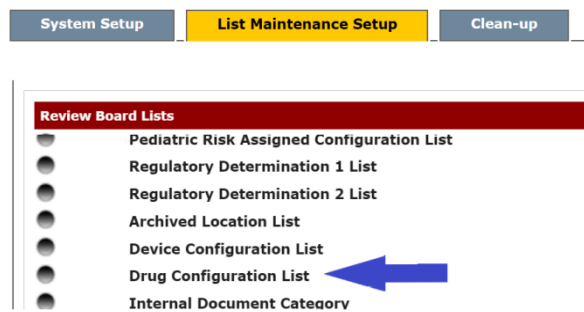 System Setup List Maintenance Setup Clean-up
Review Board Lists
Pediatric Risk Assigned Configuration List
Regulatory Determination 1 List
Regulatory Determination 2 List
Archived Location List
Device Configuration List
Drug Configuration List
Internal Document Category